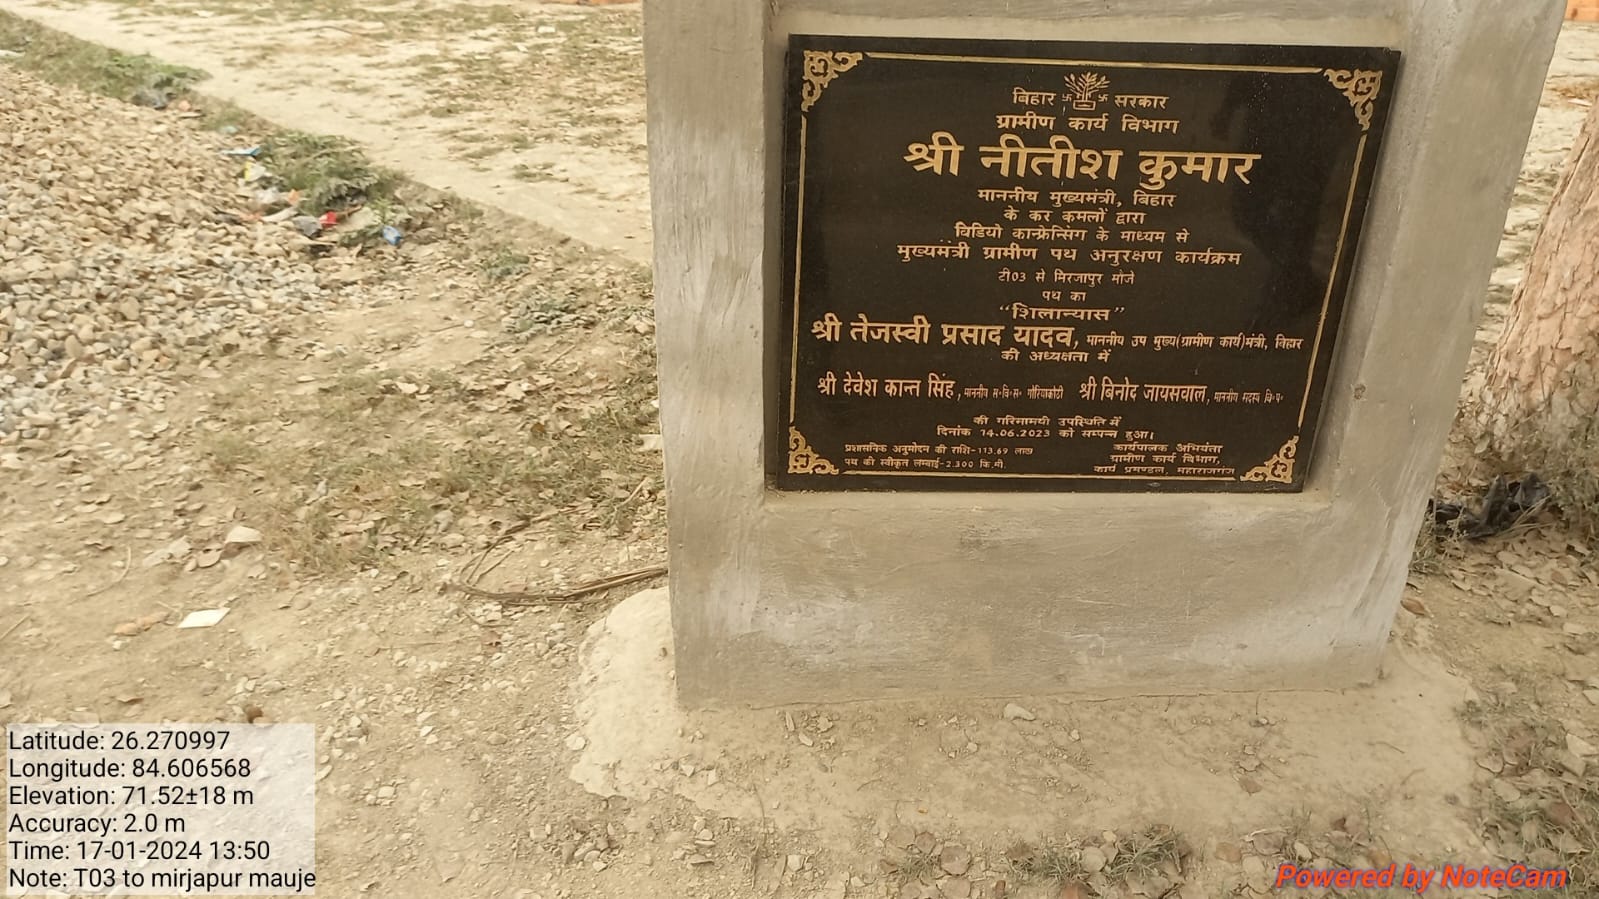 बिहार सरकार
ग्रामीण कार्य विभाग
श्री नीतीश कुमार
माननीय मुख्यमंत्री, बिहार
के कर कमलों द्वारा
विडियो कान्फ्रेन्सिंग के माध्यम से
मुख्यमंत्री ग्रामीण पथ अनुरक्षण कार्यक्रम
टी03 से मिरजापुर मौजे
पथ का
"शिलान्यास"
श्री तेजस्वी प्रसाद यादव, माननीय उप मुख्य(ग्रामीण कार्य)मंत्री, बिहार
की अध्यक्षता में
श्री देवेश कान्त सिंह, माननीय स॰वि॰स॰ गोरियाकोठी श्री बिनोद जायसवाल, माननीय सदस्य वि॰प॰
की गरिमामयी उपस्थिति में
दिनांक 14.06.2023 को सम्पन्न हुआ।
प्रशासनिक अनुमोदन की राशि-113.69 लाख
पथ की स्वीकृत लम्बाई-2.300 कि.मी.
कार्यपालक अभियंता
ग्रामीण कार्य विभाग,
कार्य प्रमण्डल, महाराजगंज
Latitude: 26.270997
Longitude: 84.606568
Elevation: 71.52±18 m
Accuracy: 2.0 m
Time: 17-01-2024 13:50
Note: T03 to mirjapur mauje
Powered by NoteCam